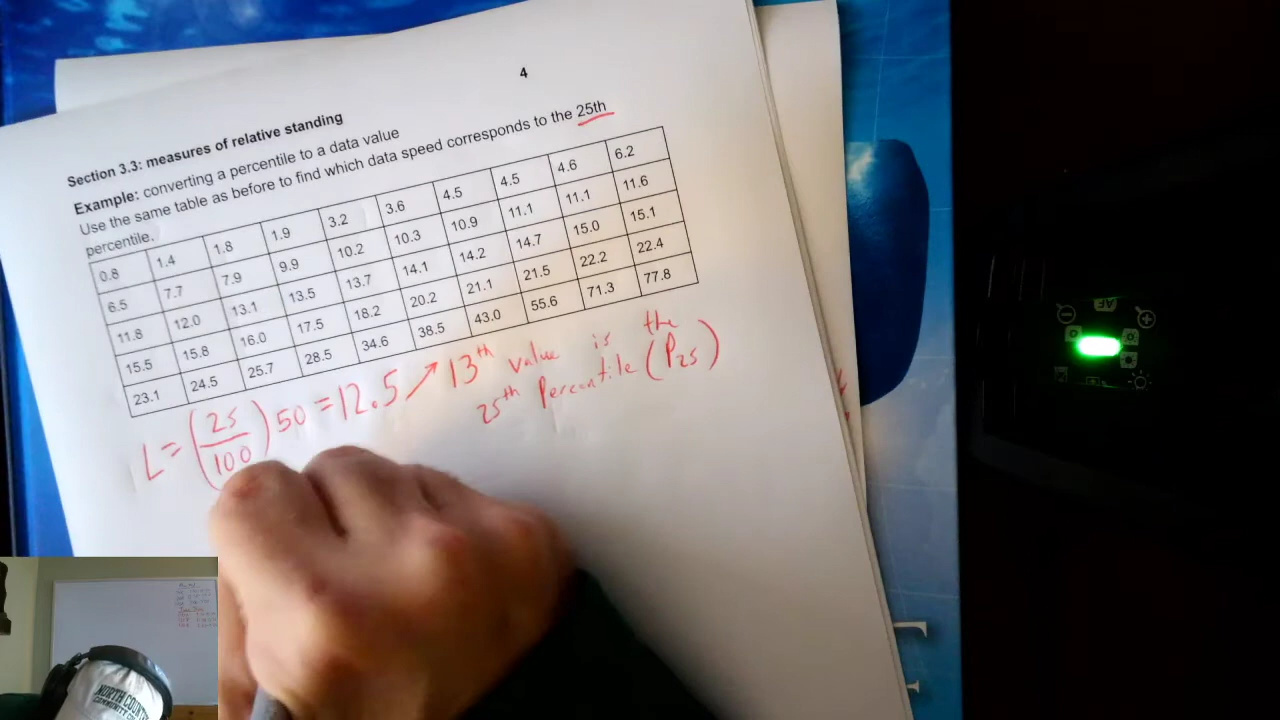 4
Section 3.3: measures of relative standing
Example: converting a percentile to a data value
Use the same table as before to find which data speed corresponds to the 25th
percentile.
0.8 1.4 1.8 1.9 3.2 3.6 4.5 4.5 4.6 6.2
6.5 7.7 7.9 9.9 10.2 10.3 10.9 11.1 11.1 11.6
11.8 12.0 13.1 13.5 13.7 14.1 14.2 14.7 15.0 15.1
15.5 15.8 16.0 17.5 18.2 20.2 21.1 21.5 22.2 22.4
23.1 24.5 25.7 28.5 34.6 38.5 43.0 55.6 71.3 77.8
L = (25/100) 50 = 12.5 ↗ 13th value is the
25th Percentile (P25)
AF
NORTH COUNTRY